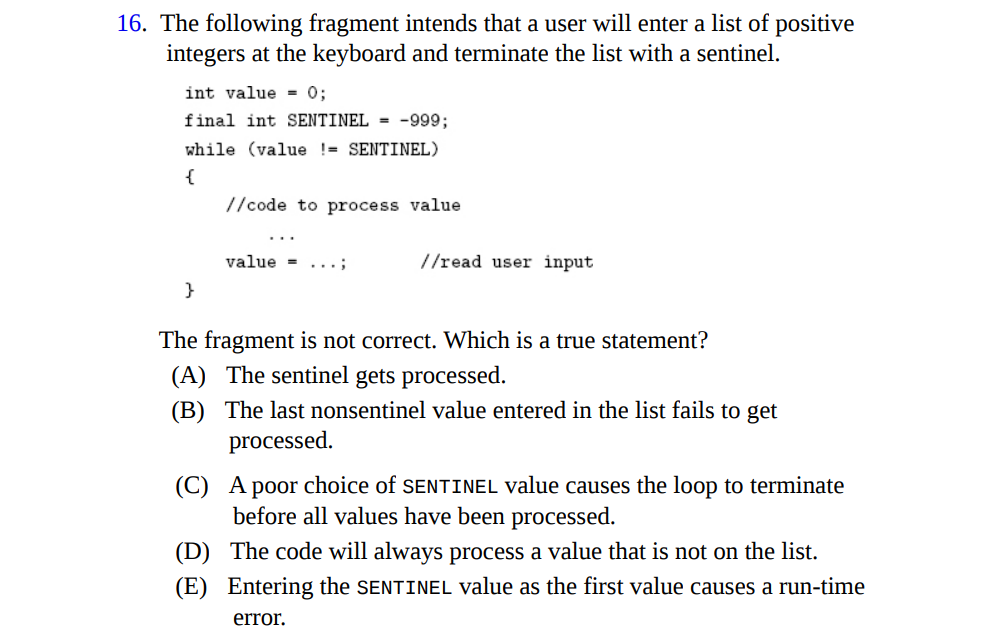 16. The following fragment intends that a user will enter a list of positive
integers at the keyboard and terminate the list with a sentinel.
int value = 0;
final int SENTINEL = -999;
while (value != SENTINEL)
{
//code to process value
...
value = ...; //read user input
}
The fragment is not correct. Which is a true statement?
(A) The sentinel gets processed.
(B) The last nonsentinel value entered in the list fails to get
processed.
(C) A poor choice of SENTINEL value causes the loop to terminate
before all values have been processed.
(D) The code will always process a value that is not on the list.
(E) Entering the SENTINEL value as the first value causes a run-time
error.